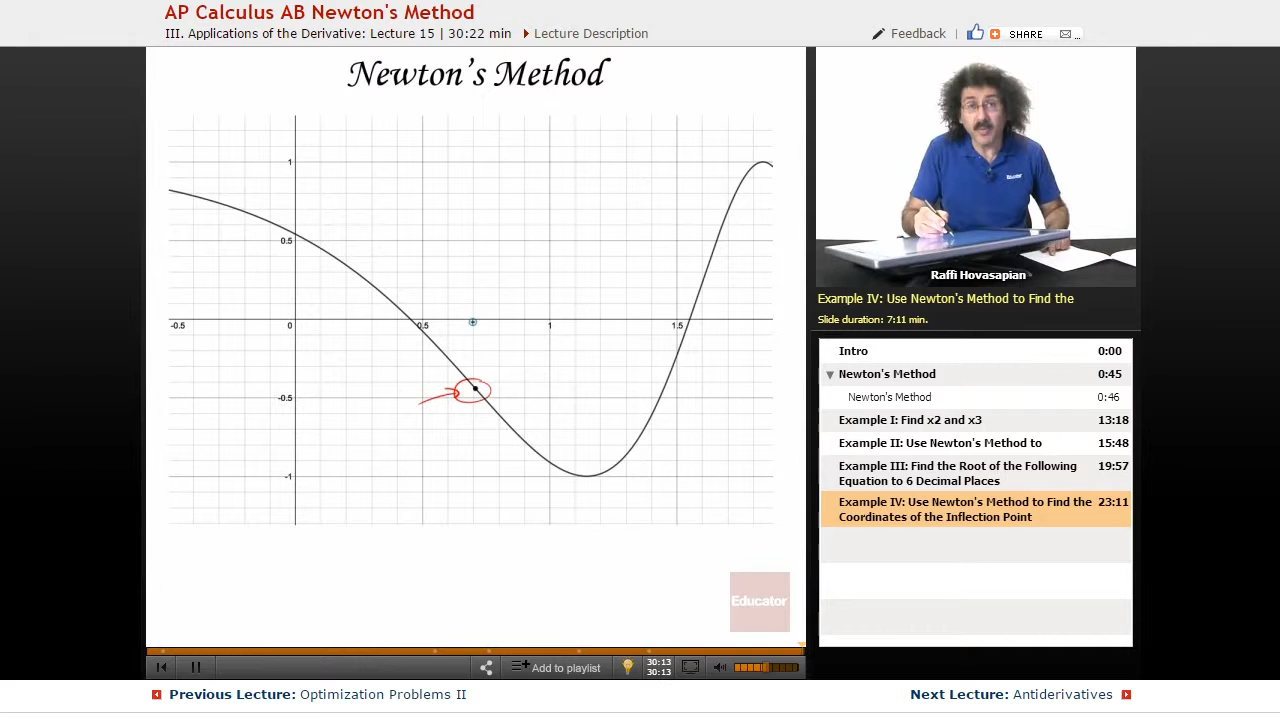 AP Calculus AB Newton's Method
III. Applications of the Derivative: Lecture 15 | 30:22 min Lecture Description
Feedback | SHARE ...
Newton's Method
1
0.5
-0.5 0 0.5 1 1.5
-0.5
-1
Educator
Educator
Raffi Hovasapian
Example IV: Use Newton's Method to Find the
Slide duration: 7:11 min.
Intro 0:00
Newton's Method 0:45
Newton's Method 0:46
Example I: Find x2 and x3 13:18
Example II: Use Newton's Method to 15:48
Example III: Find the Root of the Following 19:57
Equation to 6 Decimal Places
Example IV: Use Newton's Method to Find the 23:11
Coordinates of the Inflection Point
Add to playlist
30:13
30:13
Previous Lecture: Optimization Problems II
Next Lecture: Antiderivatives